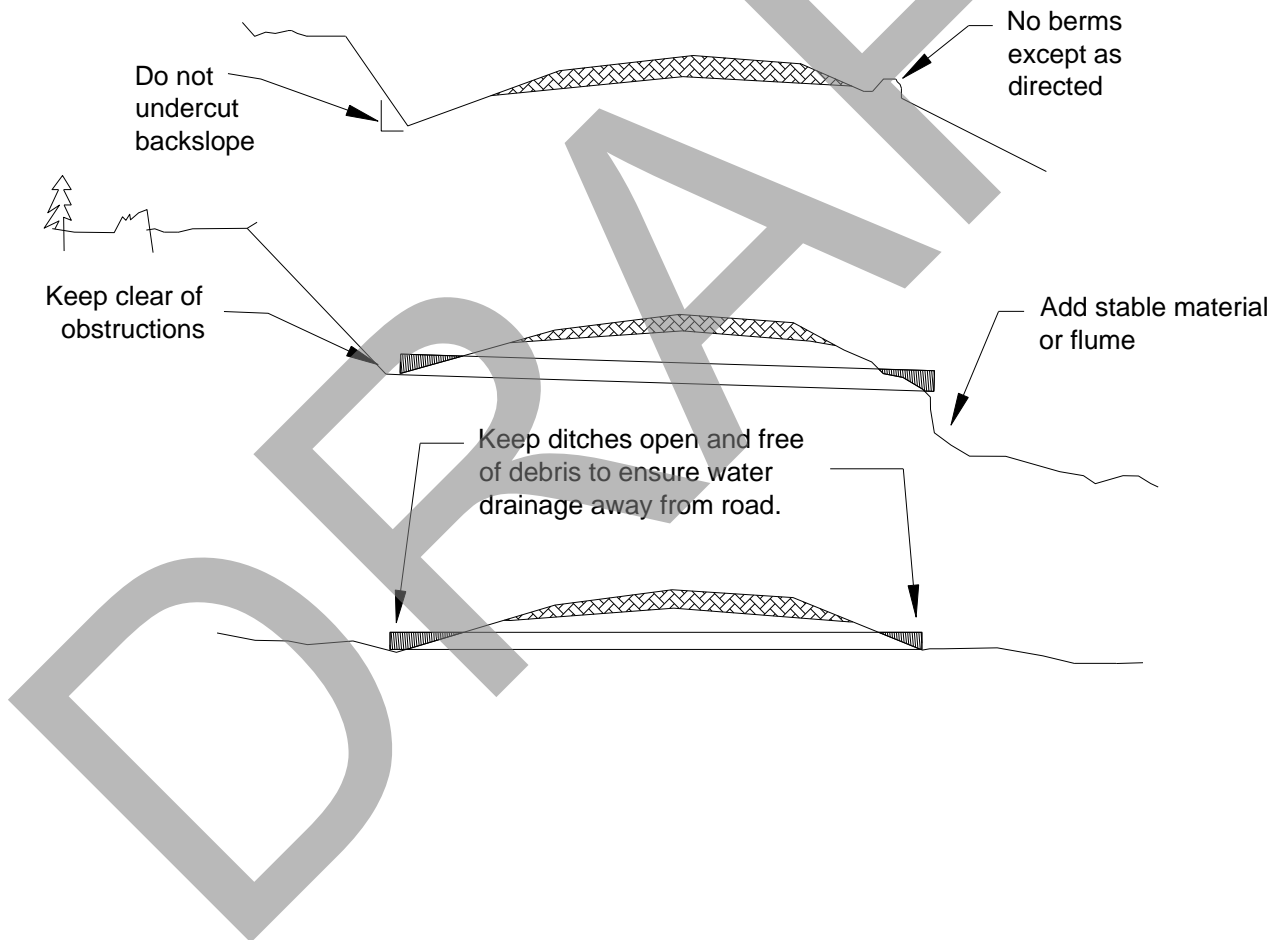 No berms
except as
directed
Do not
undercut
backslope
Keep clear of
obstructions
Add stable material
or flume
Keep ditches open and free
of debris to ensure water
drainage away from road.
DRAF